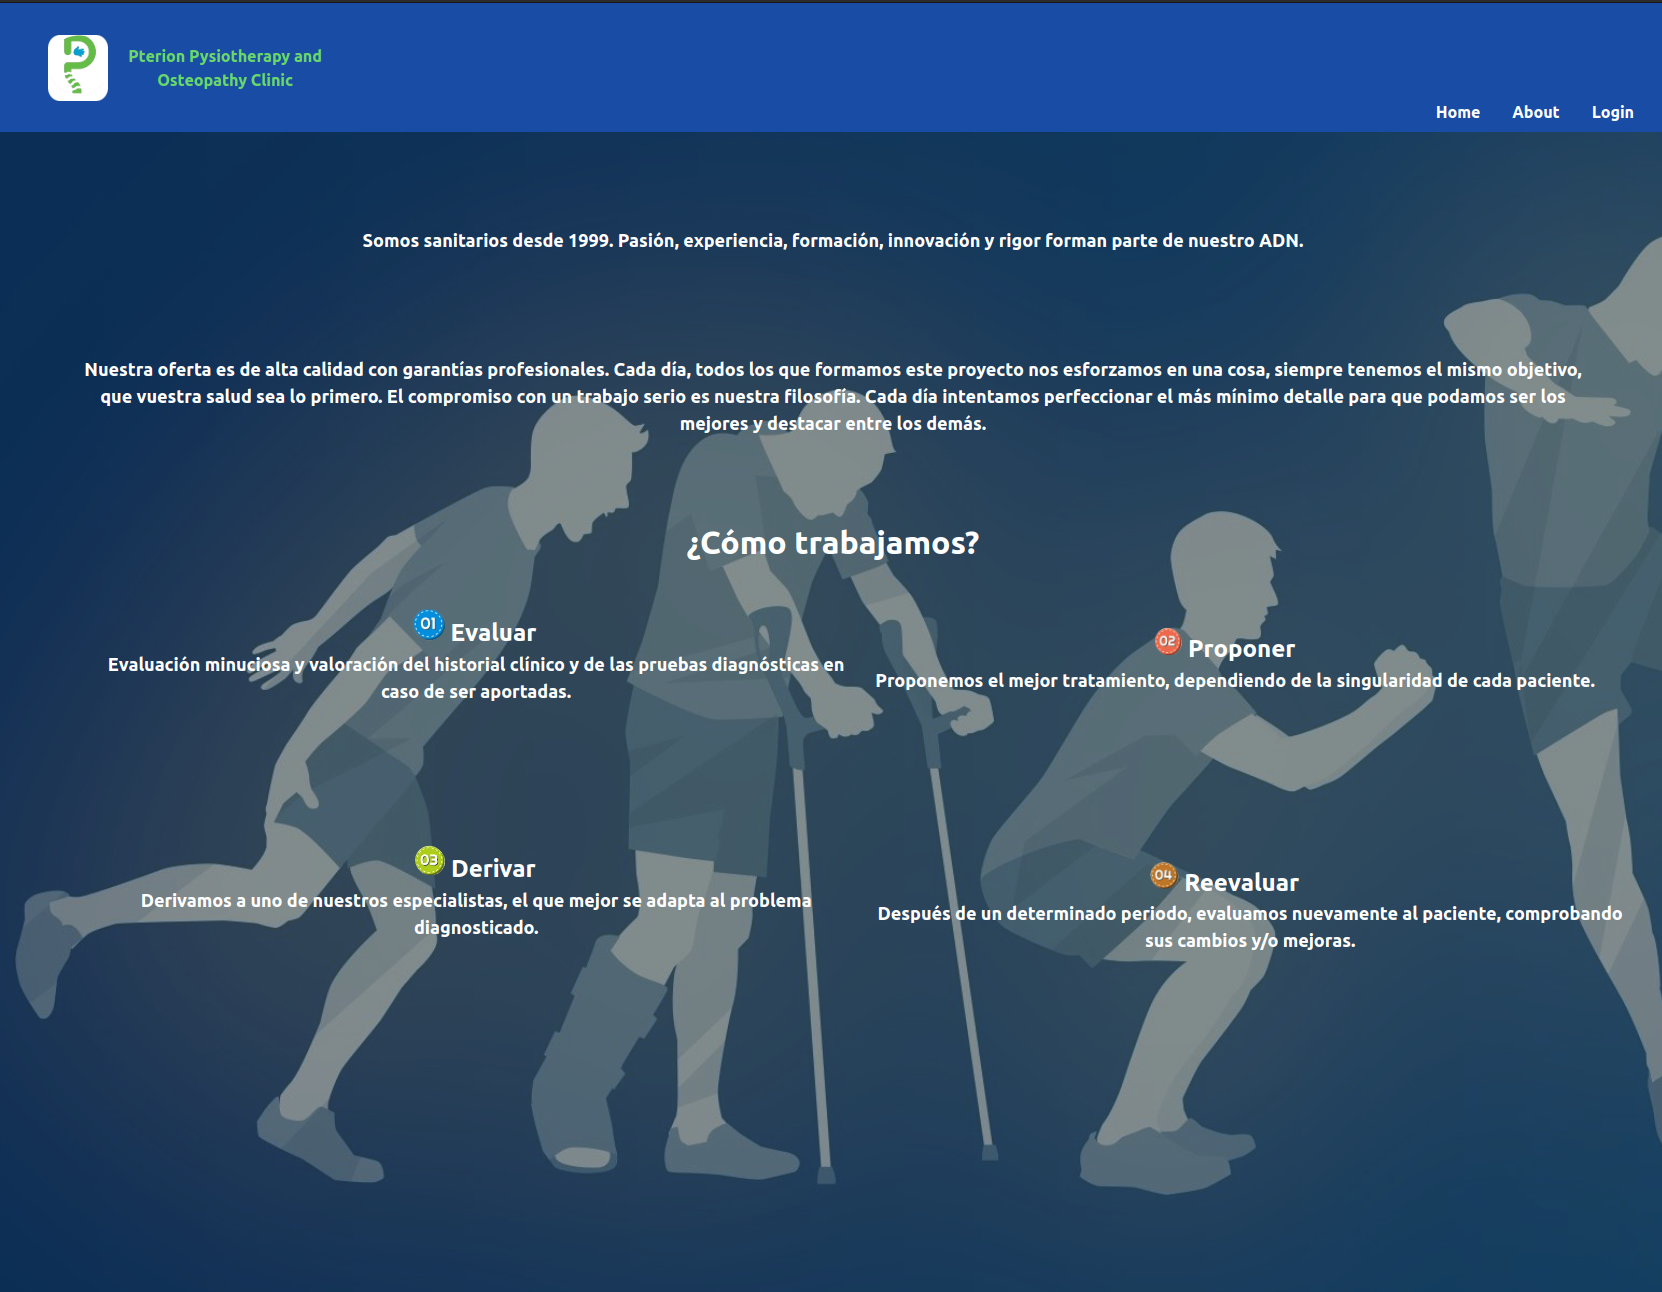 Pterion Pysiotherapy and
Osteopathy Clinic
Home About Login
Somos sanitarios desde 1999. Pasión, experiencia, formación, innovación y rigor forman parte de nuestro ADN.
Nuestra oferta es de alta calidad con garantías profesionales. Cada día, todos los que formamos este proyecto nos esforzamos en una cosa, siempre tenemos el mismo objetivo,
que vuestra salud sea lo primero. El compromiso con un trabajo serio es nuestra filosofía. Cada día intentamos perfeccionar el más mínimo detalle para que podamos ser los
mejores y destacar entre los demás.
¿Cómo trabajamos?
01 Evaluar
Evaluación minuciosa y valoración del historial clínico y de las pruebas diagnósticas en
caso de ser aportadas.
02 Proponer
Proponemos el mejor tratamiento, dependiendo de la singularidad de cada paciente.
03 Derivar
Derivamos a uno de nuestros especialistas, el que mejor se adapta al problema
diagnosticado.
04 Reevaluar
Después de un determinado periodo, evaluamos nuevamente al paciente, comprobando
sus cambios y/o mejoras.